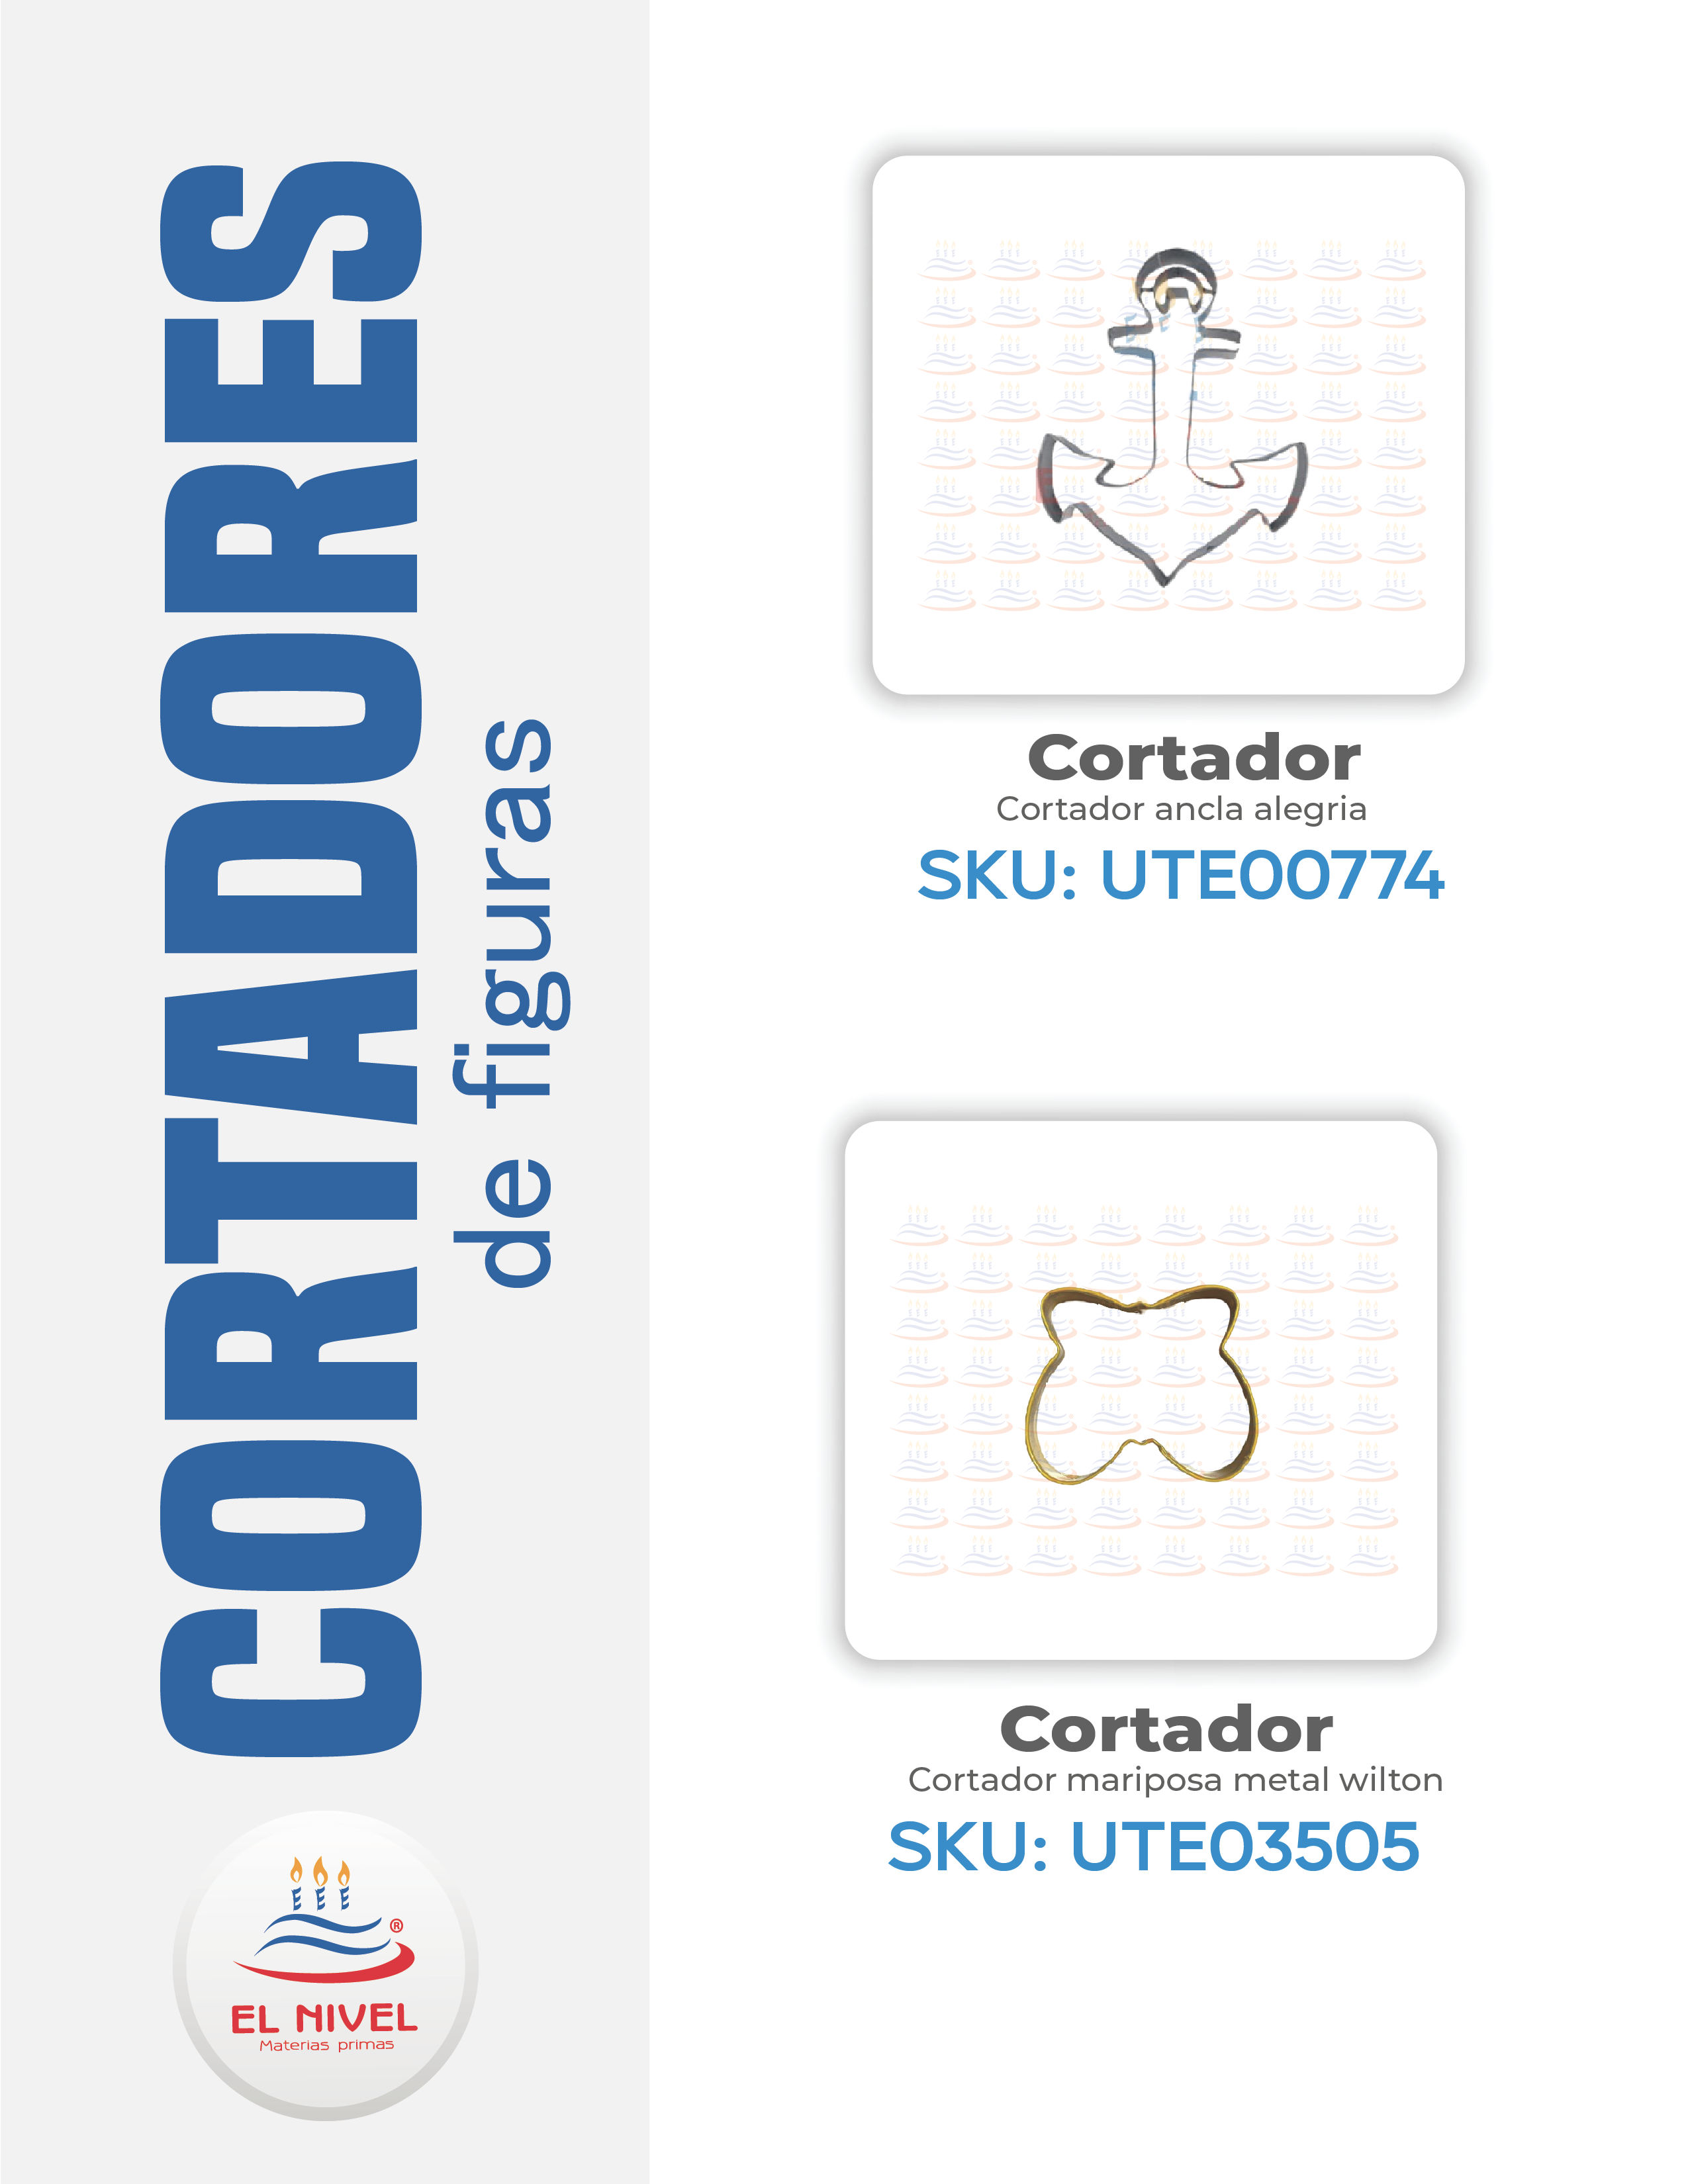 CORTADORES
de figuras
Cortador
Cortador ancla alegria
SKU: UTE00774
Cortador
Cortador mariposa metal wilton
SKU: UTE03505
®
EL NIVEL
Materias primas